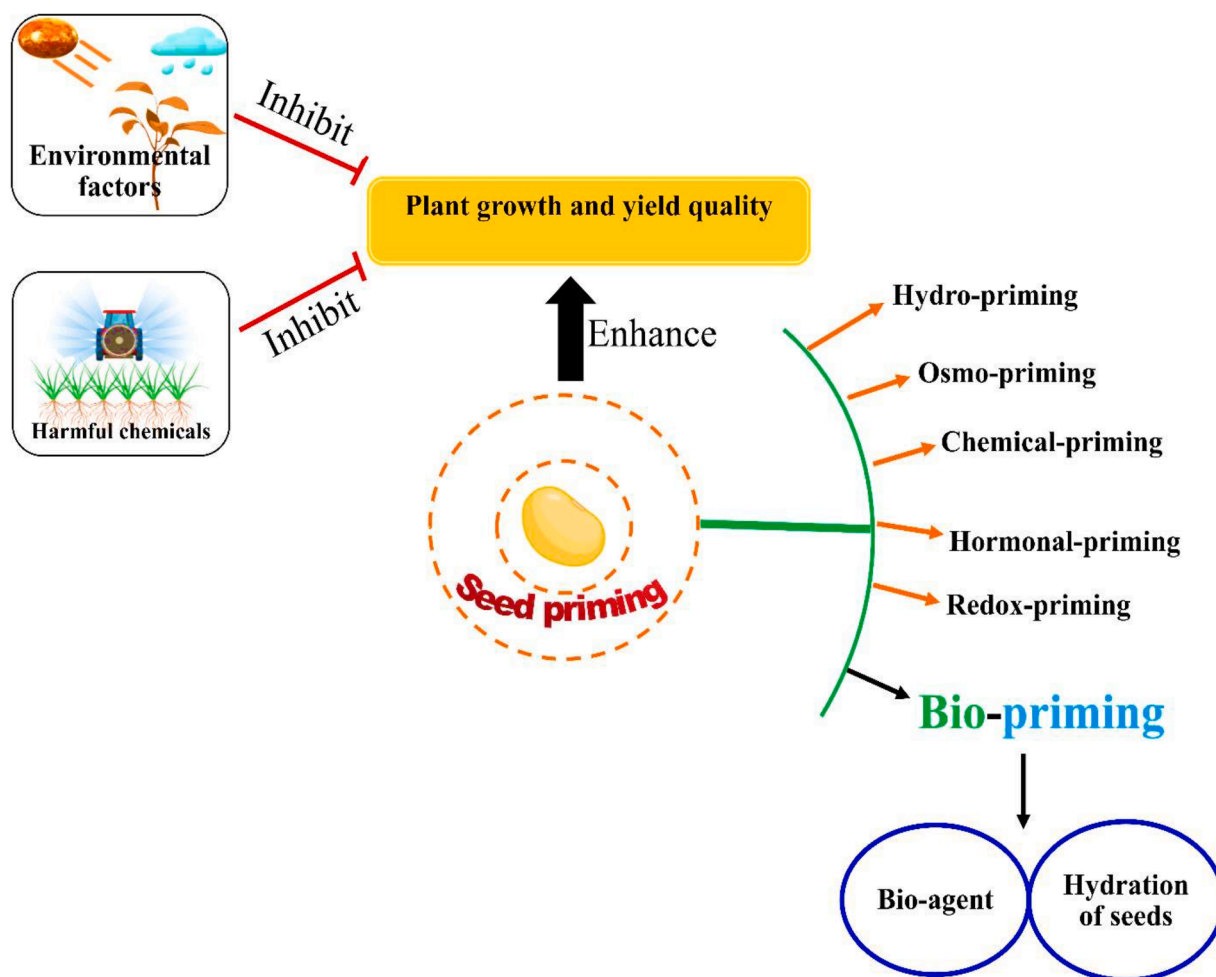 Environmental
factors
Inhibit
Plant growth and yield quality
Harmful chemicals
Inhibit
Enhance
Seed priming
Hydro-priming
Osmo-priming
Chemical-priming
Hormonal-priming
Redox-priming
Bio-priming
Bio-agent
Hydration
of seeds